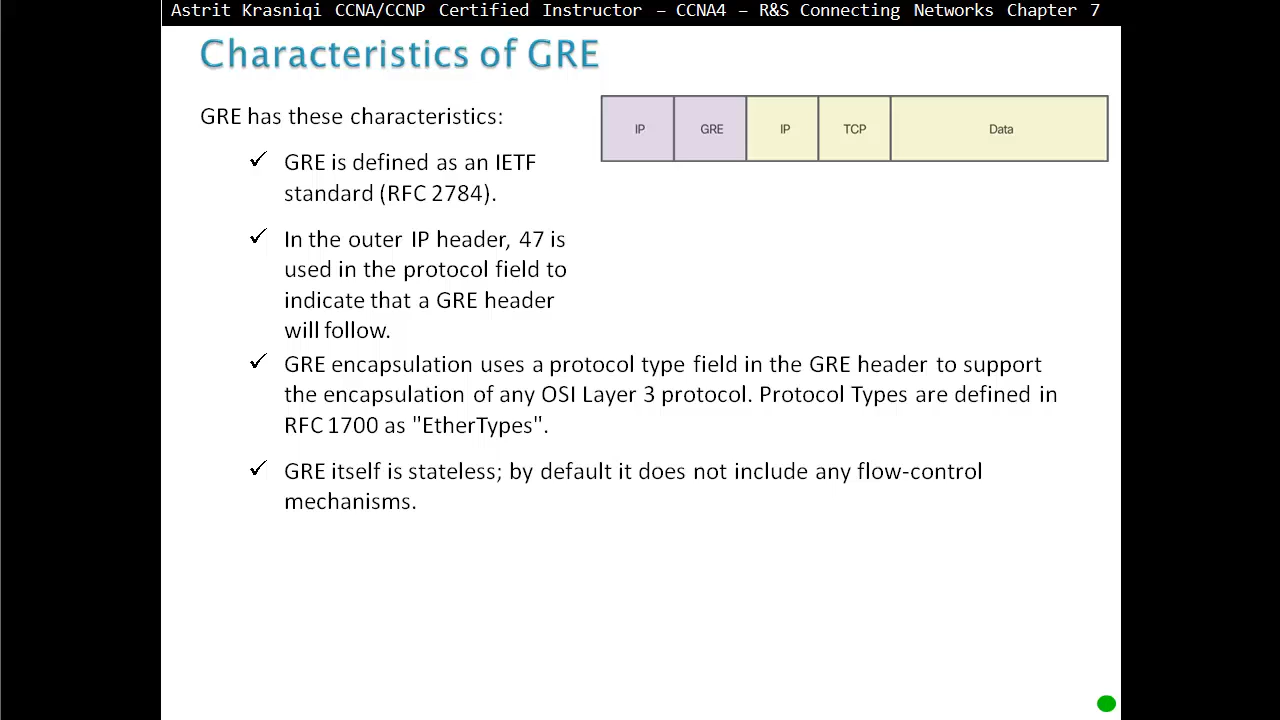 Astrit Krasniqi CCNA/CCNP Certified Instructor – CCNA4 – R&S Connecting Networks Chapter 7
Characteristics of GRE
GRE has these characteristics:
IP GRE IP TCP Data
✓ GRE is defined as an IETF
standard (RFC 2784).
✓ In the outer IP header, 47 is
used in the protocol field to
indicate that a GRE header
will follow.
✓ GRE encapsulation uses a protocol type field in the GRE header to support
the encapsulation of any OSI Layer 3 protocol. Protocol Types are defined in
RFC 1700 as "EtherTypes".
✓ GRE itself is stateless; by default it does not include any flow-control
mechanisms.